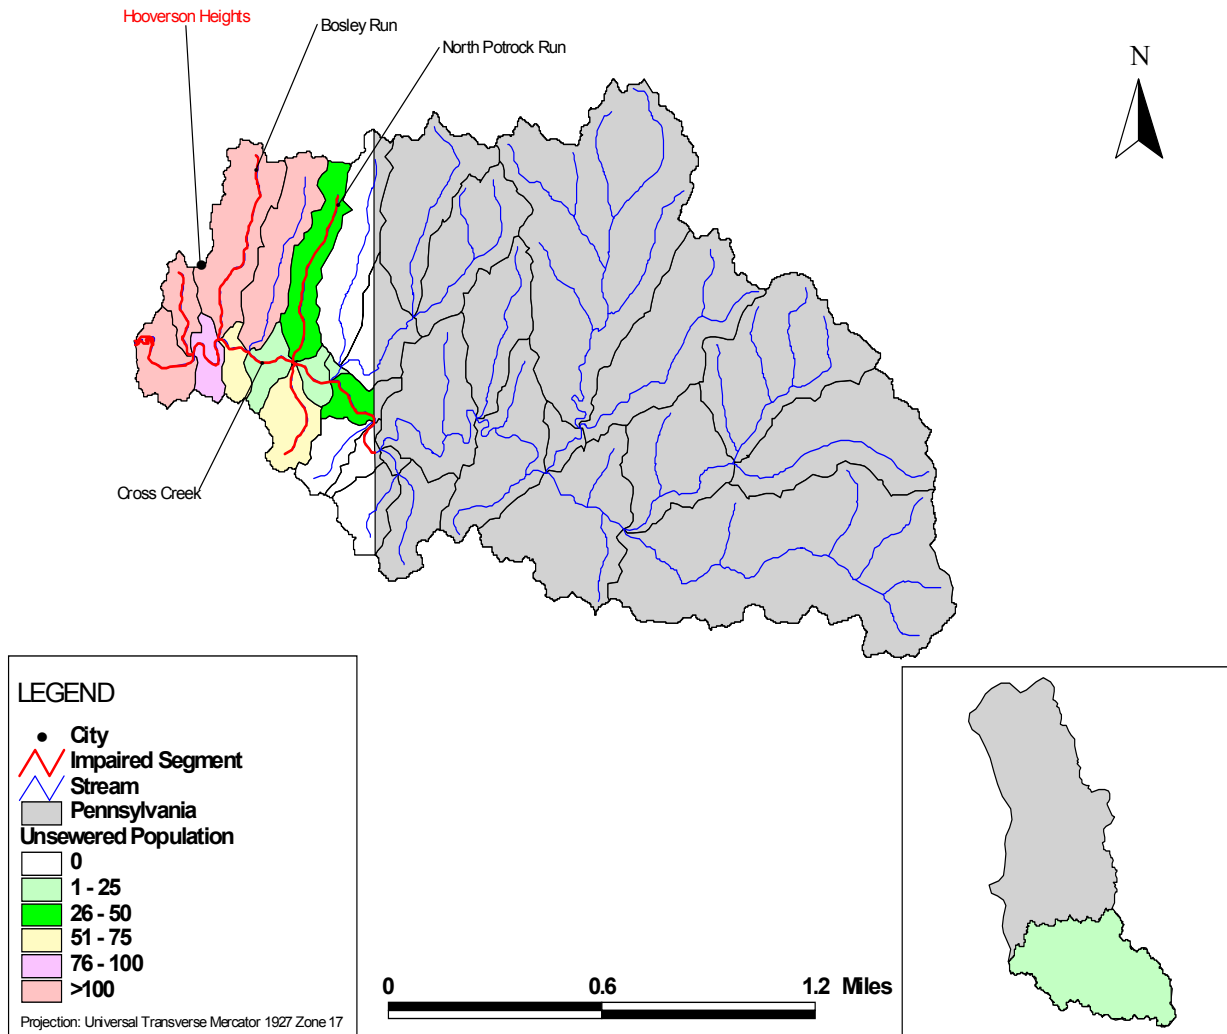 Hooverson Heights
Bosley Run
North Potrock Run
N
Cross Creek
LEGEND
City
Impaired Segment
Stream
Pennsylvania
Unsewered Population
0
1 - 25
26 - 50
51 - 75
76 - 100
>100
Projection: Universal Transverse Mercator 1927 Zone 17
0 0.6 1.2 Miles